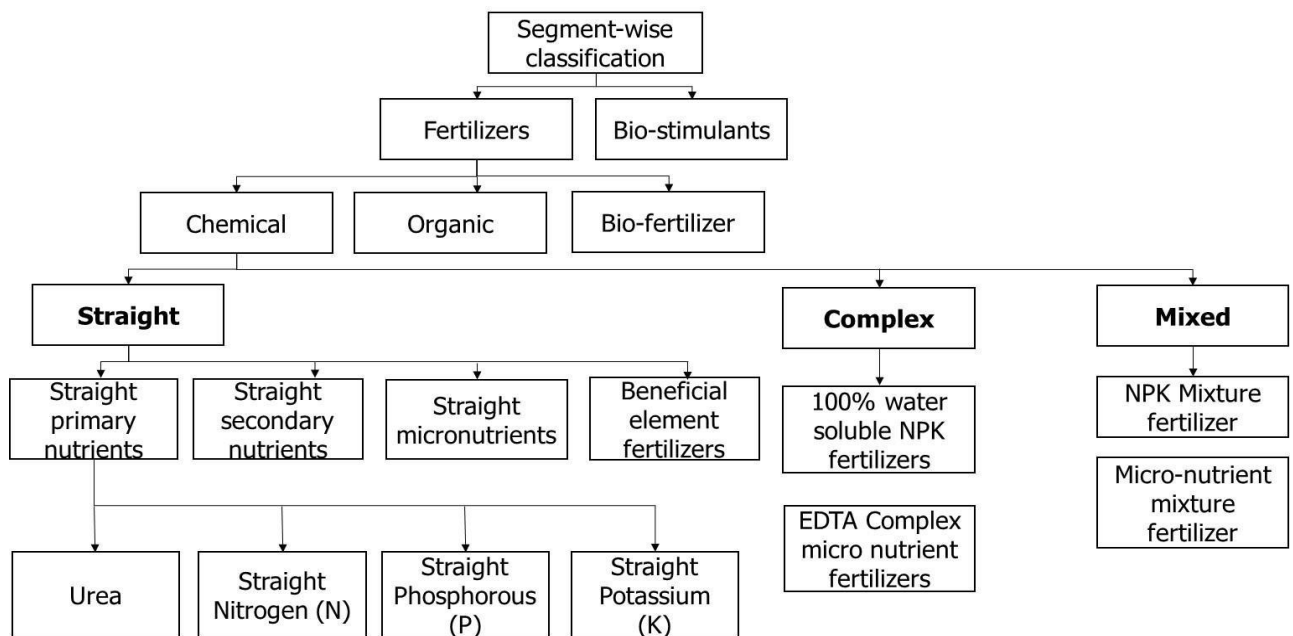 Segment-wise
classification
Fertilizers
Bio-stimulants
Chemical
Organic
Bio-fertilizer
Straight
Complex
Mixed
Straight
primary
nutrients
Straight
secondary
nutrients
Straight
micronutrients
Beneficial
element
fertilizers
100% water
soluble NPK
fertilizers
NPK Mixture
fertilizer
EDTA Complex
micro nutrient
fertilizers
Micro-nutrient
mixture
fertilizer
Urea
Straight
Nitrogen (N)
Straight
Phosphorous
(P)
Straight
Potassium
(K)